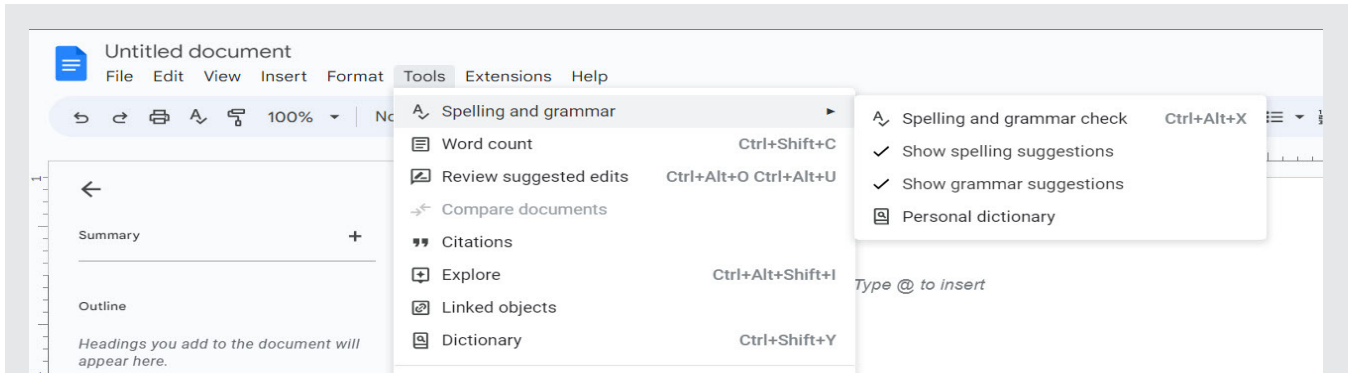 Untitled document
File Edit View Insert Format Tools Extensions Help
100%
Spelling and grammar
Word count Ctrl+Shift+C
Review suggested edits Ctrl+Alt+O Ctrl+Alt+U
Compare documents
Citations
Explore Ctrl+Alt+Shift+I
Linked objects
Dictionary Ctrl+Shift+Y
Spelling and grammar check Ctrl+Alt+X
Show spelling suggestions
Show grammar suggestions
Personal dictionary
1
Summary
Outline
Headings you add to the document will
appear here.
Type @ to insert